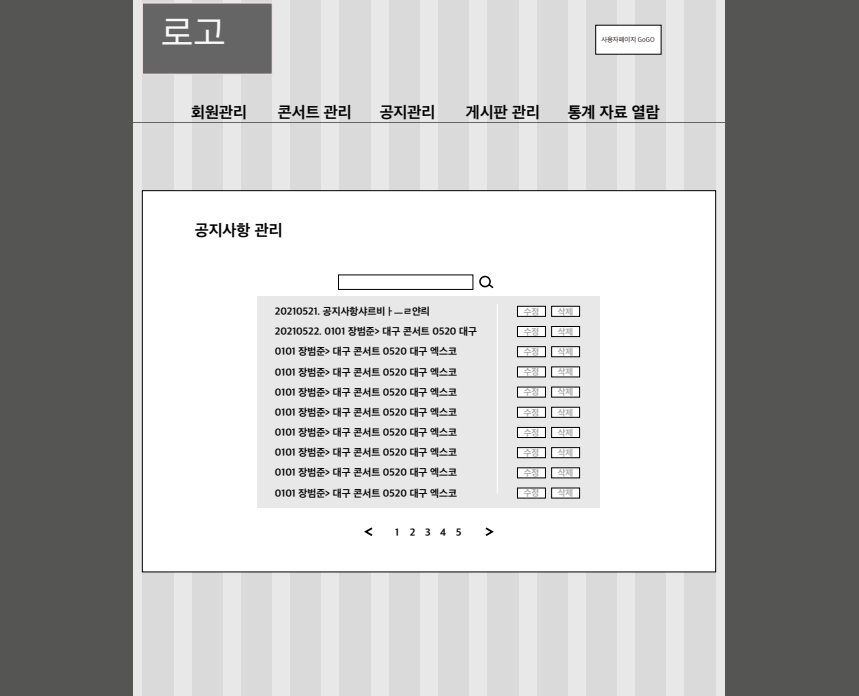 로고
사용자페이지 GoGO
회원관리 콘서트 관리 공지관리 게시판 관리 통계 자료 열람
공지사항 관리
20210521. 공지사항샤르비ㅏㅡㄹ얀릐 수정 삭제
20210522. 0101 장범준> 대구 콘서트 0520 대구 수정 삭제
0101 장범준> 대구 콘서트 0520 대구 엑스코 수정 삭제
0101 장범준> 대구 콘서트 0520 대구 엑스코 수정 삭제
0101 장범준> 대구 콘서트 0520 대구 엑스코 수정 삭제
0101 장범준> 대구 콘서트 0520 대구 엑스코 수정 삭제
0101 장범준> 대구 콘서트 0520 대구 엑스코 수정 삭제
0101 장범준> 대구 콘서트 0520 대구 엑스코 수정 삭제
0101 장범준> 대구 콘서트 0520 대구 엑스코 수정 삭제
0101 장범준> 대구 콘서트 0520 대구 엑스코 수정 삭제
< 1 2 3 4 5 >